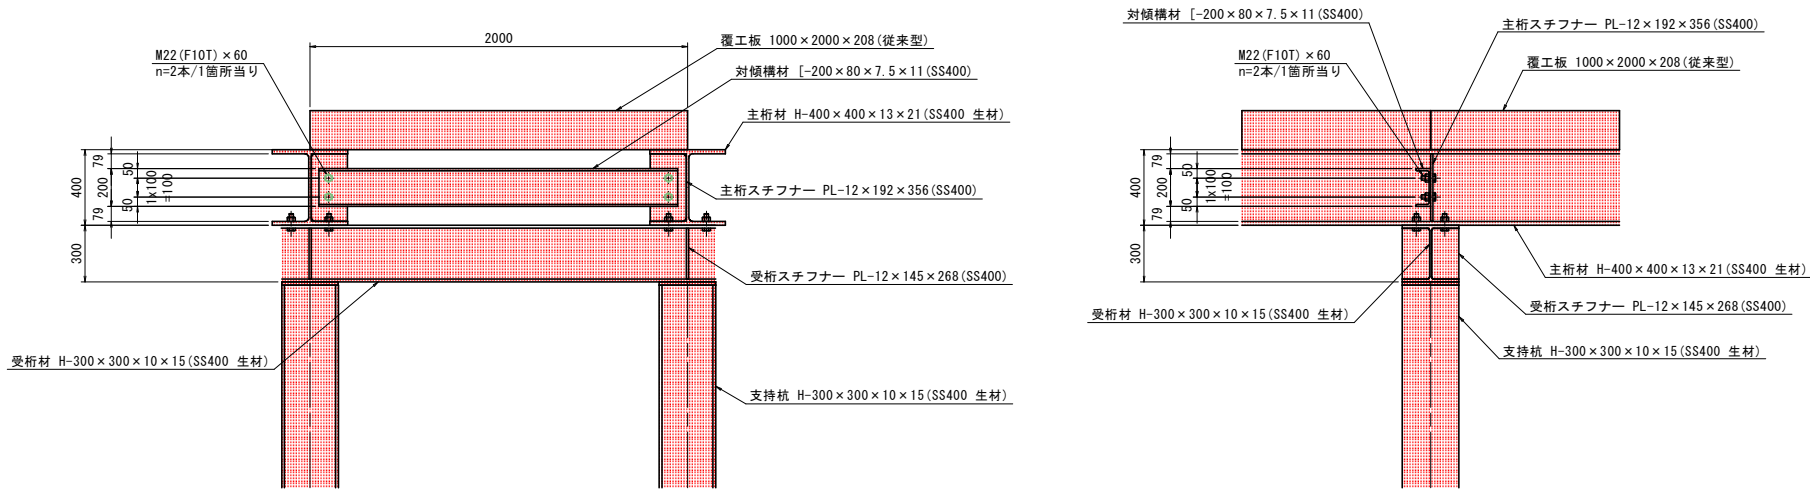 2000
M22(F10T)×60
n=2本/1箇所当り
覆工板 1000×2000×208(従来型)
対傾構材 [-200×80×7.5×11(SS400)
主桁材 H-400×400×13×21(SS400 生材)
主桁スチフナー PL-12×192×356(SS400)
受桁スチフナー PL-12×145×268(SS400)
受桁材 H-300×300×10×15(SS400 生材)
支持杭 H-300×300×10×15(SS400 生材)
400
300
79
200
79
50
1x100
=100
50
対傾構材 [-200×80×7.5×11(SS400)
主桁スチフナー PL-12×192×356(SS400)
M22(F10T)×60
n=2本/1箇所当り
覆工板 1000×2000×208(従来型)
主桁材 H-400×400×13×21(SS400 生材)
受桁材 H-300×300×10×15(SS400 生材)
受桁スチフナー PL-12×145×268(SS400)
支持杭 H-300×300×10×15(SS400 生材)
400
300
79
200
79
50
1x100
=100
50